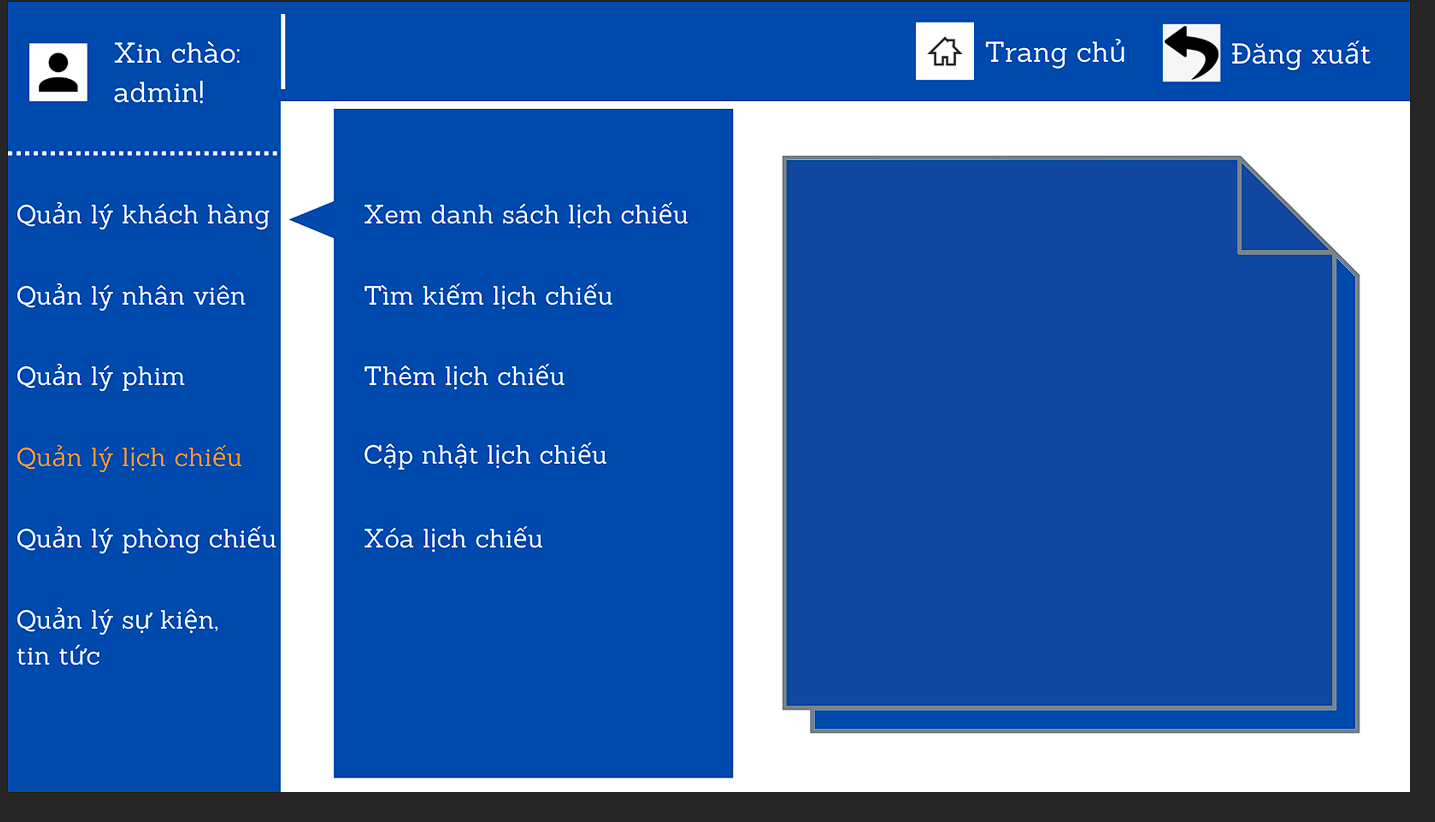 Xin chào:
admin!
Trang chủ
Đăng xuất
Quản lý khách hàng
Quản lý nhân viên
Quản lý phim
Quản lý lịch chiếu
Quản lý phòng chiếu
Quản lý sự kiện,
tin tức
Xem danh sách lịch chiếu
Tìm kiếm lịch chiếu
Thêm lịch chiếu
Cập nhật lịch chiếu
Xóa lịch chiếu